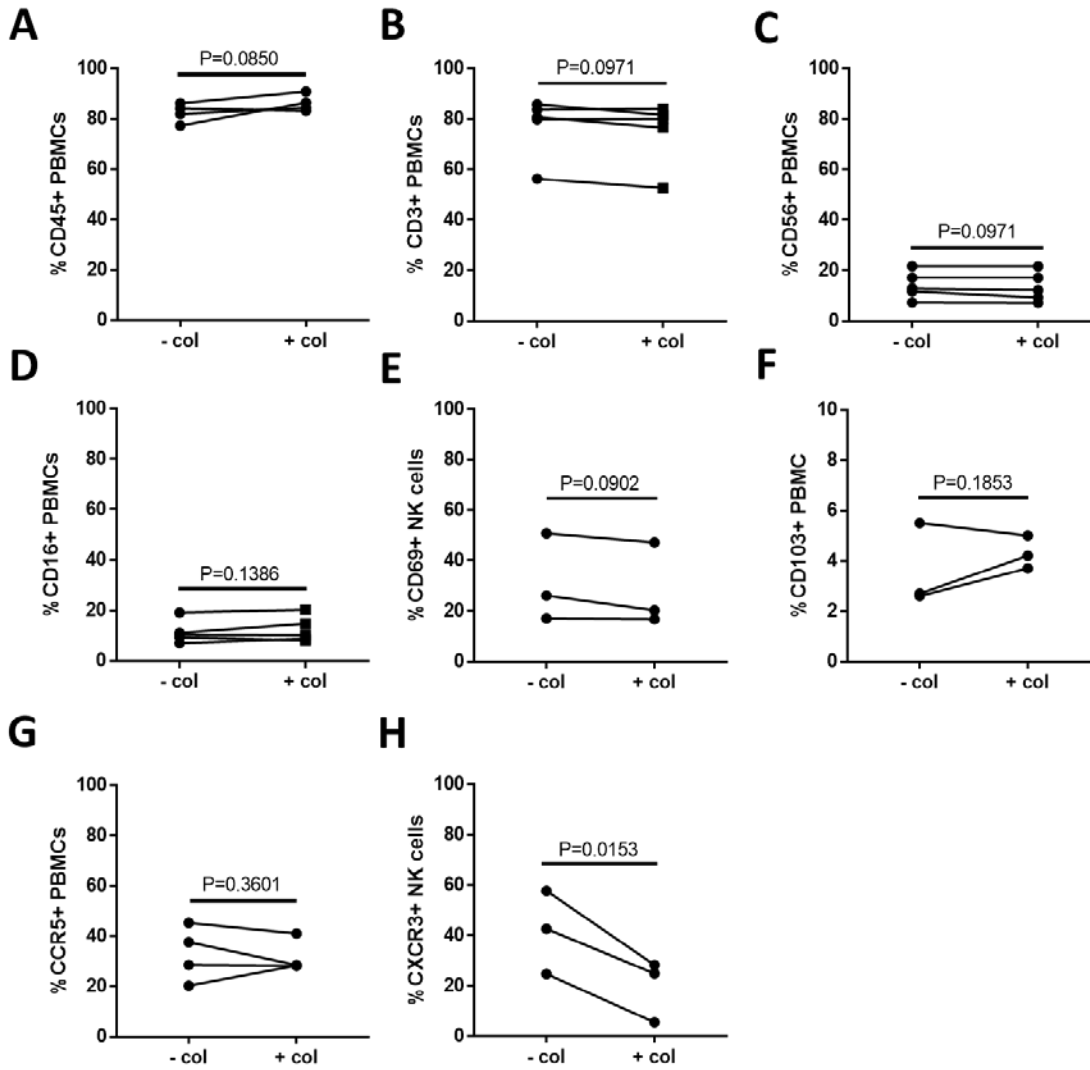 A
P=0.0850
% CD45+ PBMCs
100
80
60
40
20
0
- col
+ col
B
P=0.0971
% CD3+ PBMCs
100
80
60
40
20
0
- col
+ col
C
P=0.0971
% CD56+ PBMCs
100
80
60
40
20
0
- col
+ col
D
P=0.1386
% CD16+ PBMCs
100
80
60
40
20
0
- col
+ col
E
P=0.0902
% CD69+ NK cells
100
80
60
40
20
0
- col
+ col
F
P=0.1853
% CD103+ PBMC
10
8
6
4
2
0
- col
+ col
G
P=0.3601
% CCR5+ PBMCs
100
80
60
40
20
0
- col
+ col
H
P=0.0153
% CXCR3+ NK cells
100
80
60
40
20
0
- col
+ col